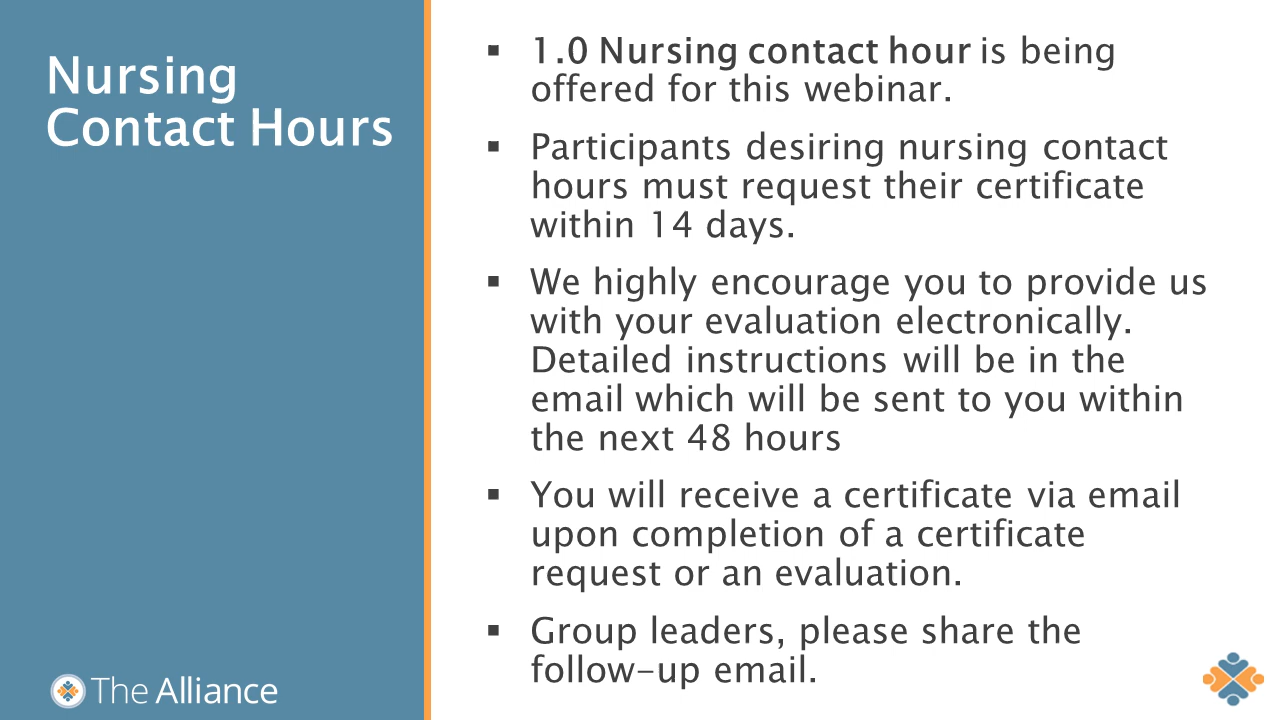 Nursing
Contact Hours
▪ 1.0 Nursing contact hour is being
offered for this webinar.
▪ Participants desiring nursing contact
hours must request their certificate
within 14 days.
▪ We highly encourage you to provide us
with your evaluation electronically.
Detailed instructions will be in the
email which will be sent to you within
the next 48 hours
▪ You will receive a certificate via email
upon completion of a certificate
request or an evaluation.
▪ Group leaders, please share the
follow-up email.
The Alliance